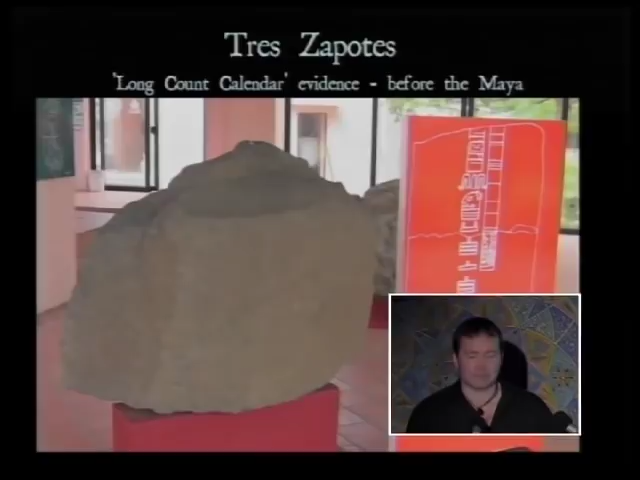 Tres Zapotes
'Long Count Calendar' evidence - before the Maya